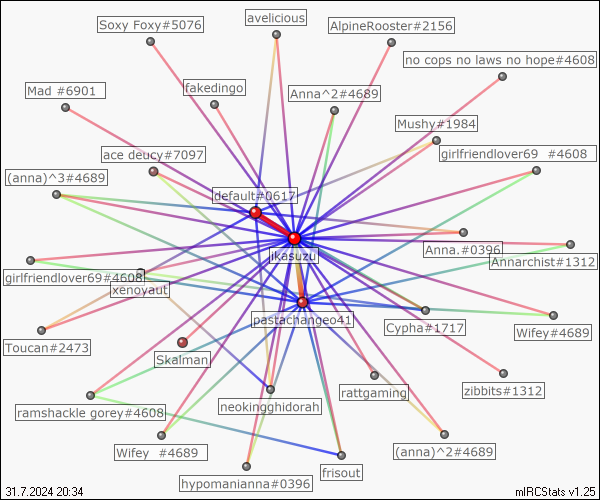 avelicious
Soxy Foxy#5076
AlpineRooster#2156
no cops no laws no hope#4608
fakedingo
Mad #6901
Anna^2#4689
Mushy#1984
ace deucy#7097
girlfriendlover69 #4608
(anna)^3#4689
default#0617
Anna.#0396
ikasuzu
Annarchist#1312
girlfriendlover69#4608
xenoyaut
pastachangeo41
Cypha#1717
Wifey#4689
Toucan#2473
Skalman
zibbits#1312
rattgaming
neokingghidorah
ramshackle gorey#4608
Wifey #4689
(anna)^2#4689
frisout
hypomanianna#0396
31.7.2024 20:34
mIRCStats v1.25